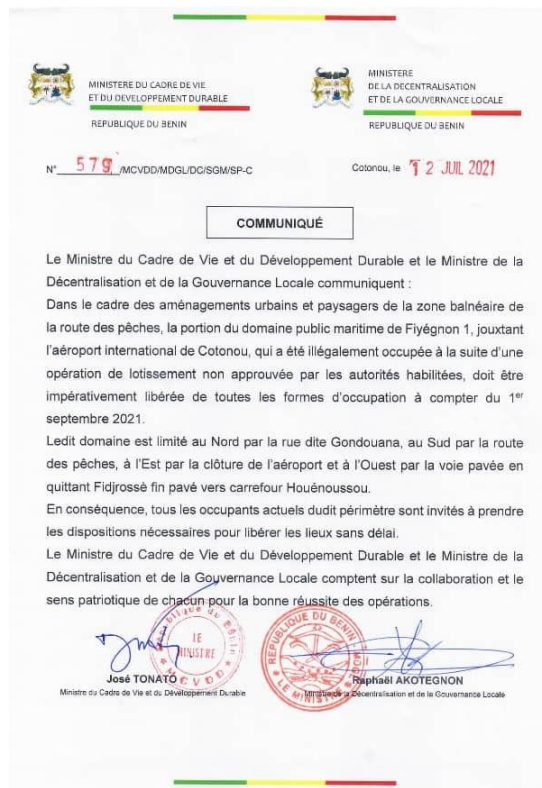 MINISTERE DU CADRE DE VIE
ET DU DEVELOPPEMENT DURABLE
REPUBLIQUE DU BENIN
MINISTERE
DE LA DECENTRALISATION
ET DE LA GOUVERNANCE LOCALE
REPUBLIQUE DU BENIN
N° 579 /MCVDD/MDGL/DC/SGM/SP-C
Cotonou, le 12 JUIL 2021
COMMUNIQUÉ
Le Ministre du Cadre de Vie et du Développement Durable et le Ministre de la
Décentralisation et de la Gouvernance Locale communiquent :
Dans le cadre des aménagements urbains et paysagers de la zone balnéaire de
la route des pêches, la portion du domaine public maritime de Fiyégnon 1, jouxtant
l'aéroport international de Cotonou, qui a été illégalement occupée à la suite d'une
opération de lotissement non approuvée par les autorités habilitées, doit être
impérativement libérée de toutes les formes d'occupation à compter du 1er
septembre 2021.
Ledit domaine est limité au Nord par la rue dite Gondouana, au Sud par la route
des pêches, à l'Est par la clôture de l'aéroport et à l'Ouest par la voie pavée en
quittant Fidjrossè fin pavé vers carrefour Houénoussou.
En conséquence, tous les occupants actuels dudit périmètre sont invités à prendre
les dispositions nécessaires pour libérer les lieux sans délai.
Le Ministre du Cadre de Vie et du Développement Durable et le Ministre de la
Décentralisation et de la Gouvernance Locale comptent sur la collaboration et le
sens patriotique de chacun pour la bonne réussite des opérations.
République du Bénin
LE
MINISTRE
MCVDD
REPUBLIQUE DU BENIN
LE MINISTRE
José TONATO
Ministre du Cadre de Vie et du Développement Durable
Raphaël AKOTEGNON
Ministre de la Décentralisation et de la Gouvernance Locale